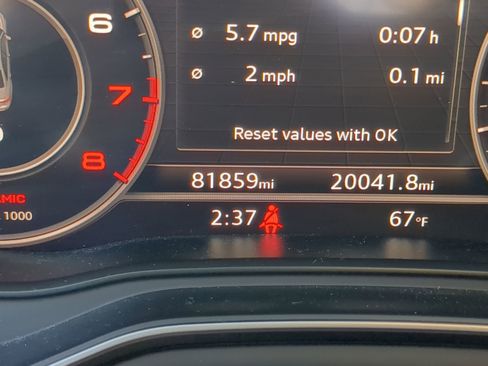 6
Ø 5.7 mpg 0:07 h
7
Ø 2 mph 0.1 mi
Reset values with OK
8
81859mi 20041.8mi
1000
2:37 67°F